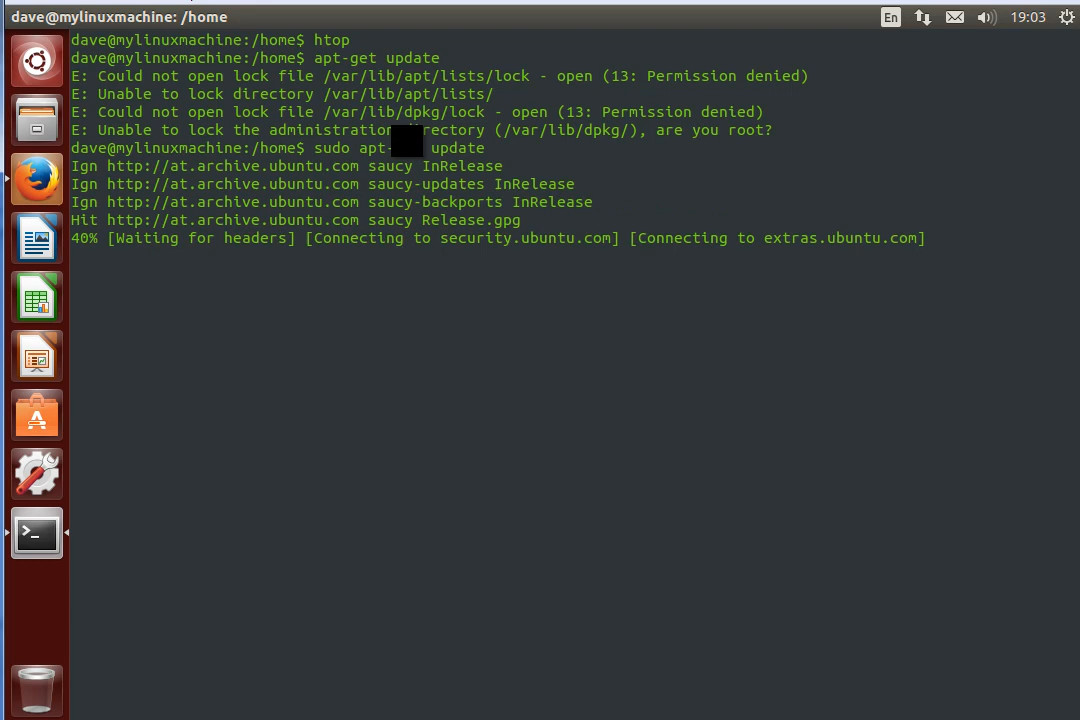 dave@mylinuxmachine: /home
En
19:03
dave@mylinuxmachine:/home$ htop
dave@mylinuxmachine:/home$ apt-get update
E: Could not open lock file /var/lib/apt/lists/lock - open (13: Permission denied)
E: Unable to lock directory /var/lib/apt/lists/
E: Could not open lock file /var/lib/dpkg/lock - open (13: Permission denied)
E: Unable to lock the administration directory (/var/lib/dpkg/), are you root?
dave@mylinuxmachine:/home$ sudo apt- update
Ign http://at.archive.ubuntu.com saucy InRelease
Ign http://at.archive.ubuntu.com saucy-updates InRelease
Ign http://at.archive.ubuntu.com saucy-backports InRelease
Hit http://at.archive.ubuntu.com saucy Release.gpg
40% [Waiting for headers] [Connecting to security.ubuntu.com] [Connecting to extras.ubuntu.com]